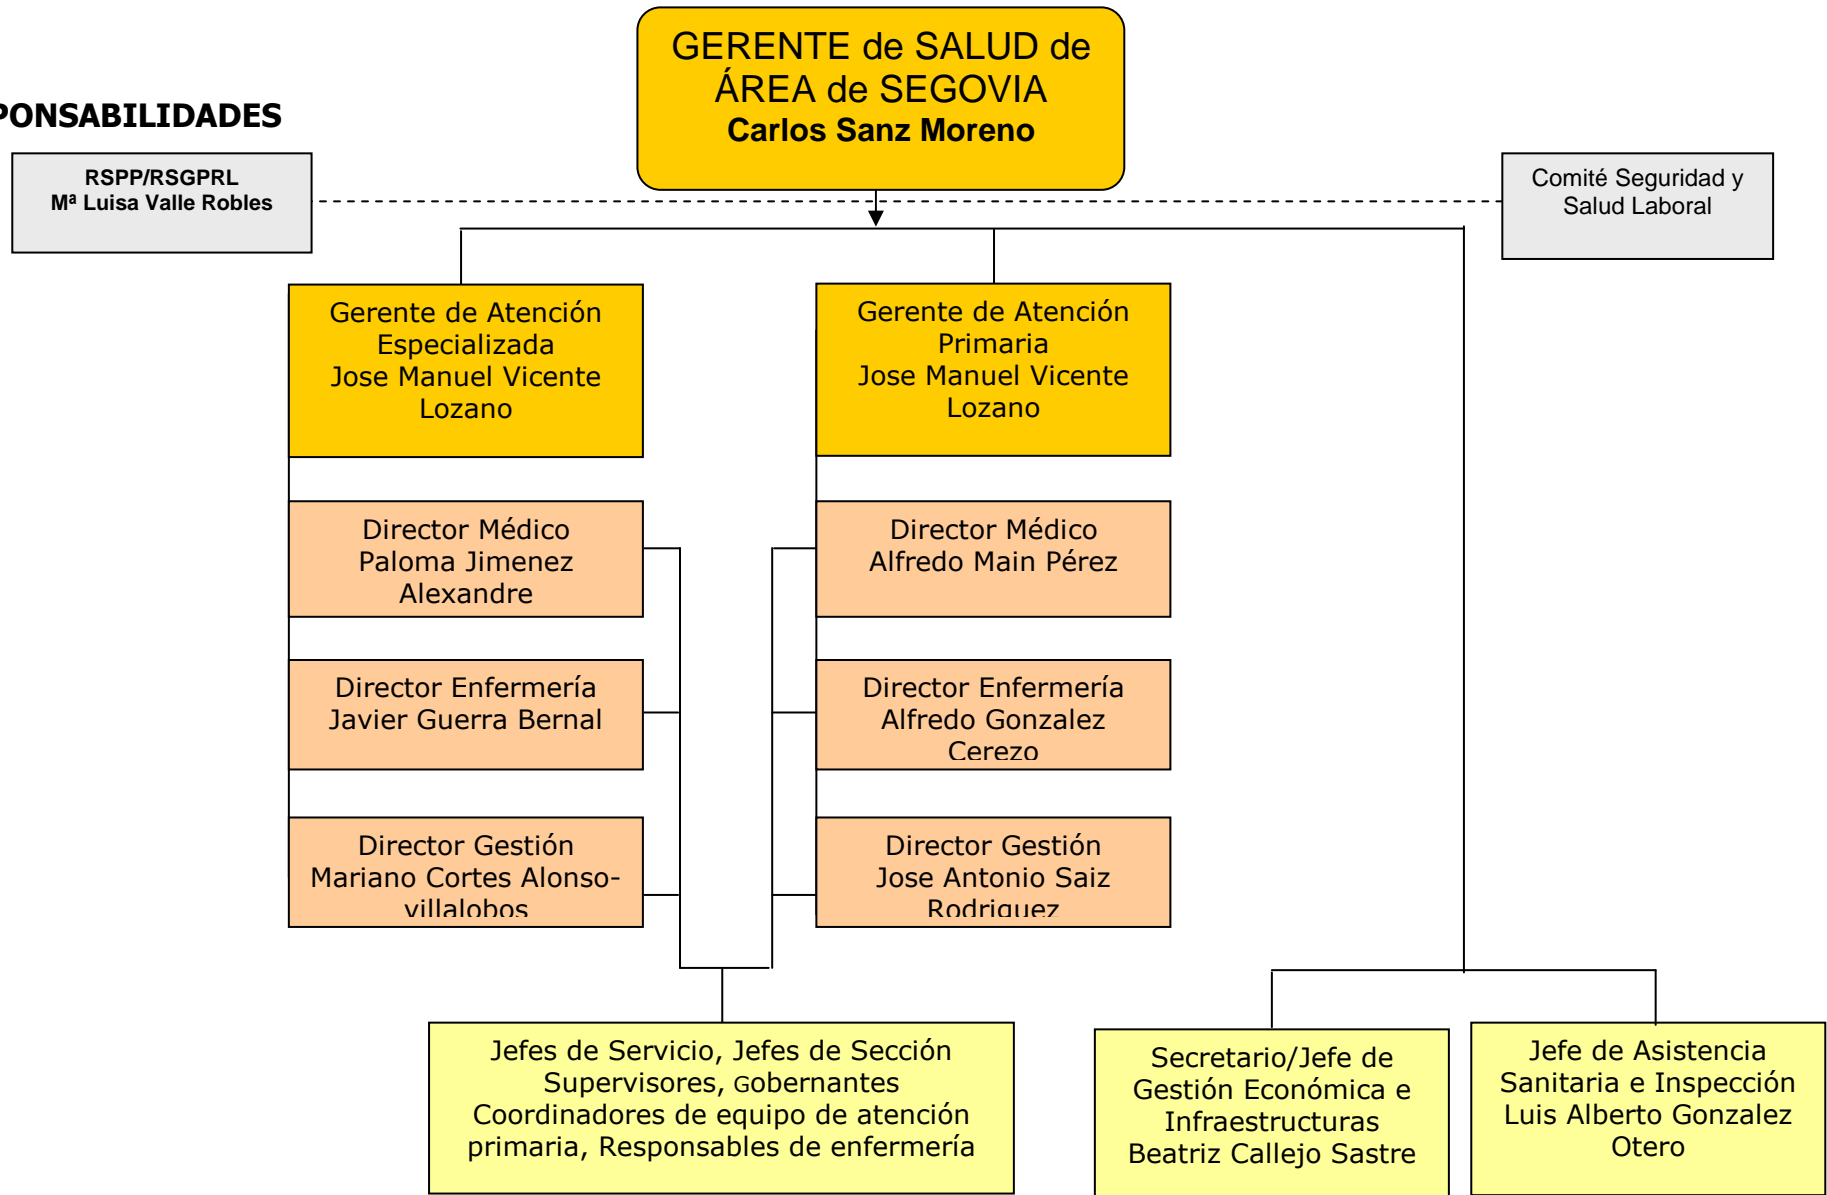 GERENTE de SALUD de
ÁREA de SEGOVIA
Carlos Sanz Moreno
PONSABILIDADES
RSPP/RSGPRL
Mª Luisa Valle Robles
Comité Seguridad y
Salud Laboral
Gerente de Atención
Especializada
Jose Manuel Vicente
Lozano
Gerente de Atención
Primaria
Jose Manuel Vicente
Lozano
Director Médico
Paloma Jimenez
Alexandre
Director Médico
Alfredo Main Pérez
Director Enfermería
Javier Guerra Bernal
Director Enfermería
Alfredo Gonzalez
Cerezo
Director Gestión
Mariano Cortes Alonso-
villalobos
Director Gestión
Jose Antonio Saiz
Rodriguez
Jefes de Servicio, Jefes de Sección
Supervisores, Gobernantes
Coordinadores de equipo de atención
primaria, Responsables de enfermería
Secretario/Jefe de
Gestión Económica e
Infraestructuras
Beatriz Callejo Sastre
Jefe de Asistencia
Sanitaria e Inspección
Luis Alberto Gonzalez
Otero